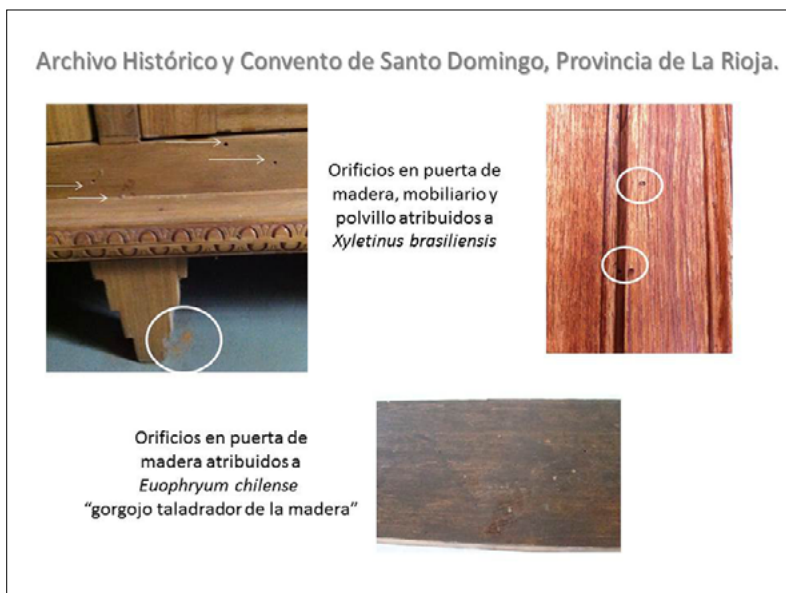 Archivo Histórico y Convento de Santo Domingo, Provincia de La Rioja.
Orificios en puerta de
madera, mobiliario y
polvillo atribuidos a
Xyletinus brasiliensis
Orificios en puerta de
madera atribuidos a
Euophryum chilense
“gorgojo taladrador de la madera”